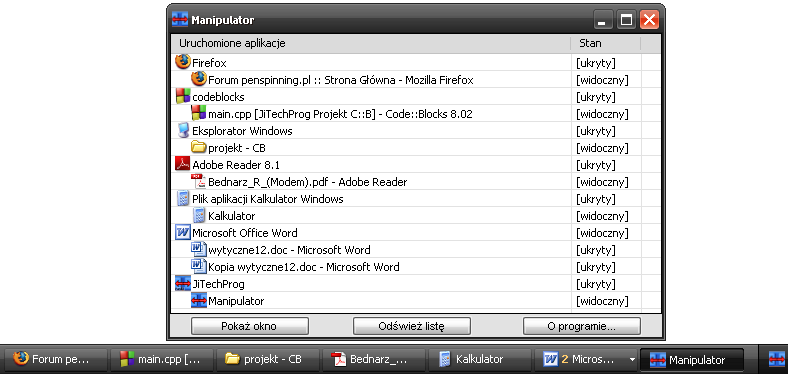 Manipulator
Uruchomione aplikacje Stan
Firefox [ukryty]
Forum penspinning.pl :: Strona Główna - Mozilla Firefox [widoczny]
codeblocks [ukryty]
main.cpp [JiTechProg Projekt C::B] - Code::Blocks 8.02 [widoczny]
Eksplorator Windows [ukryty]
projekt - CB [widoczny]
Adobe Reader 8.1 [ukryty]
Bednarz_R_(Modem).pdf - Adobe Reader [widoczny]
Plik aplikacji Kalkulator Windows [ukryty]
Kalkulator [widoczny]
Microsoft Office Word [widoczny]
wytyczne12.doc - Microsoft Word [ukryty]
Kopia wytyczne12.doc - Microsoft Word [ukryty]
JiTechProg [ukryty]
Manipulator [widoczny]
Pokaż okno Odśwież listę O programie...
Forum pe... main.cpp [... projekt - CB Bednarz_... Kalkulator 2 Micros... Manipulator